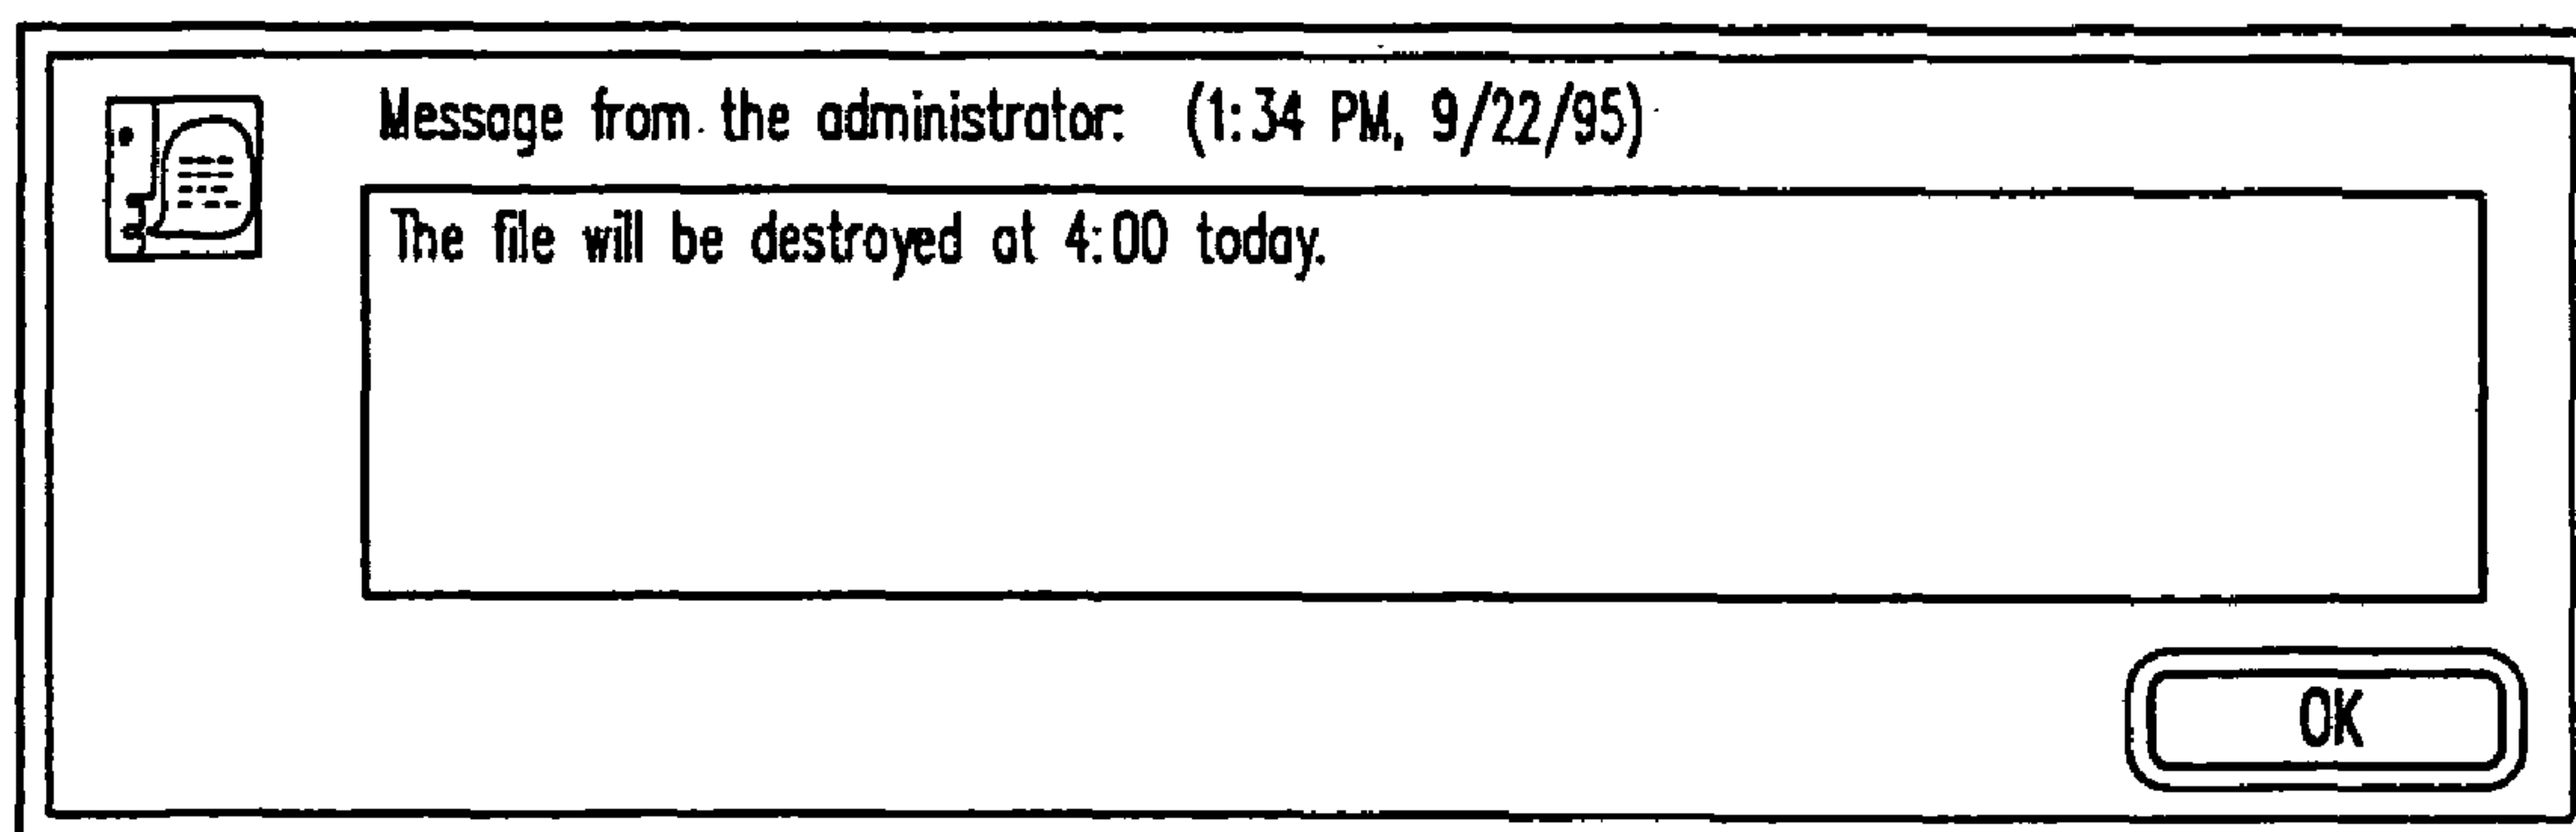 Message from the administrator: (1:34 PM, 9/22/95)
The file will be destroyed at 4:00 today.
OK